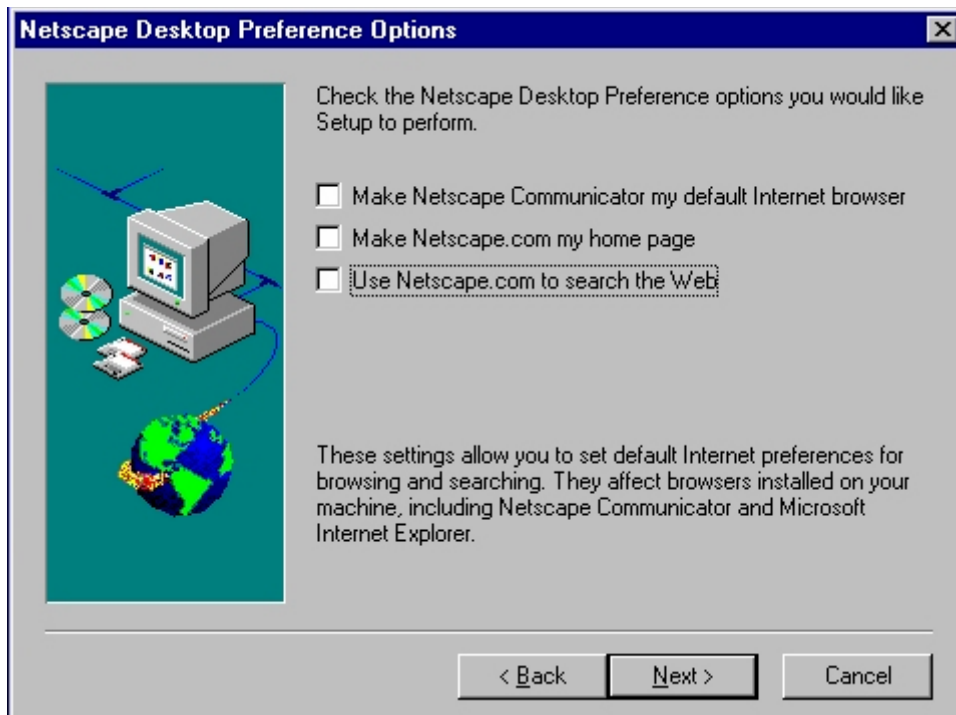 Netscape Desktop Preference Options
Check the Netscape Desktop Preference options you would like
Setup to perform.
Make Netscape Communicator my default Internet browser
Make Netscape.com my home page
Use Netscape.com to search the Web
These settings allow you to set default Internet preferences for
browsing and searching. They affect browsers installed on your
machine, including Netscape Communicator and Microsoft
Internet Explorer.
< Back
Next >
Cancel